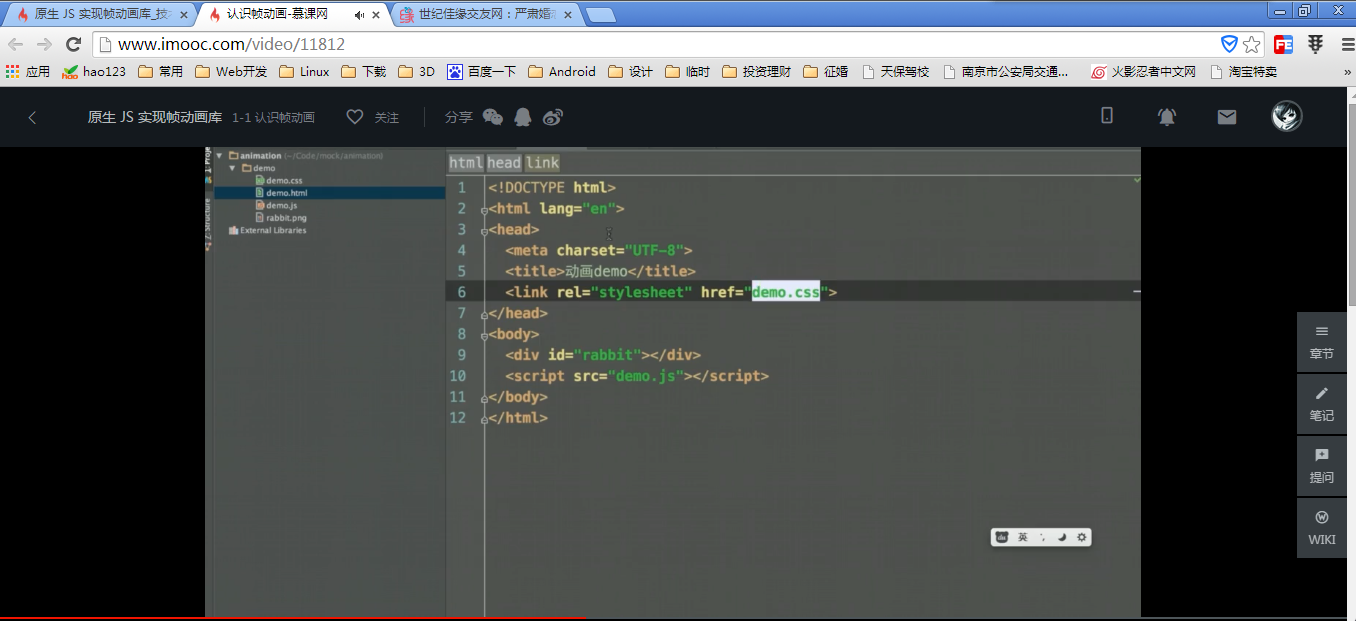 原生 JS 实现帧动画库_技
认识帧动画-慕课网
世纪佳缘交友网：严肃婚
www.imooc.com/video/11812
应用 hao123 常用 Web开发 Linux 下载 3D 百度一下 Android 设计 临时 投资理财 征婚 天保驾校 南京市公安局交通... 火影忍者中文网 淘宝特卖 »
原生 JS 实现帧动画库 1-1 认识帧动画 关注 分享
animation (~/Code/mock/animation)
demo
demo.css
demo.html
demo.js
rabbit.png
External Libraries
html head link
1 <!DOCTYPE html>
2 <html lang="en">
3 <head>
4 <meta charset="UTF-8">
5 <title>动画demo</title>
6 <link rel="stylesheet" href="demo.css">
7 </head>
8 <body>
9 <div id="rabbit"></div>
10 <script src="demo.js"></script>
11 </body>
12 </html>
章节
笔记
提问
WIKI
英